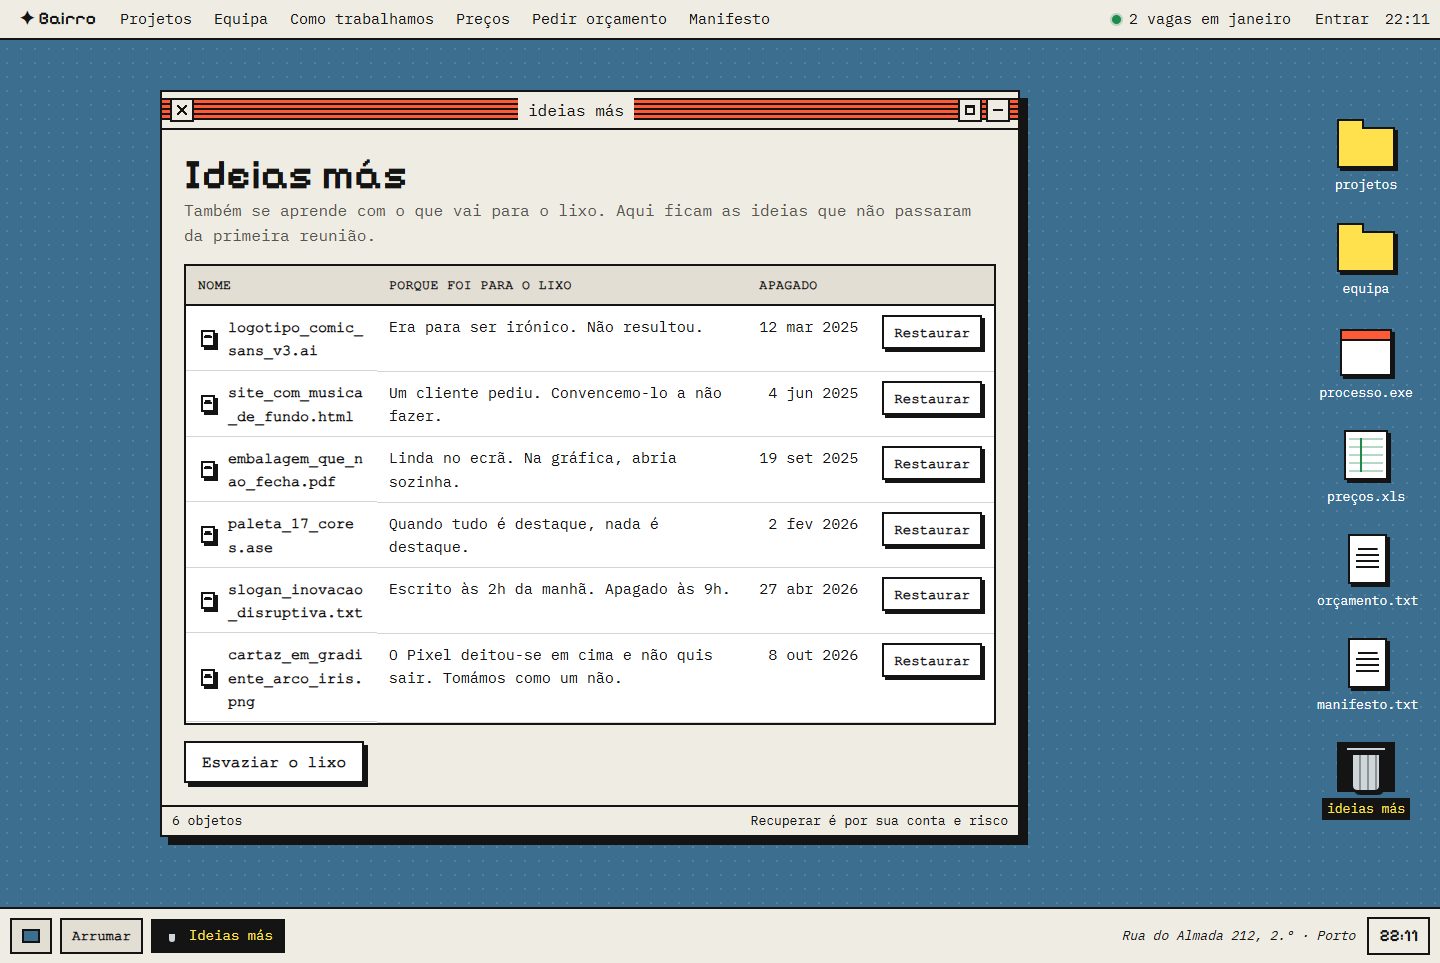 Bairro Projetos Equipa Como trabalhamos Preços Pedir orçamento Manifesto 2 vagas em janeiro Entrar 22:11
ideias más
Ideias más
Também se aprende com o que vai para o lixo. Aqui ficam as ideias que não passaram
da primeira reunião.
NOME PORQUE FOI PARA O LIXO APAGADO
logotipo_comic_
sans_v3.ai
Era para ser irónico. Não resultou.
12 mar 2025
Restaurar
site_com_musica
_de_fundo.html
Um cliente pediu. Convencemo-lo a não
fazer.
4 jun 2025
Restaurar
embalagem_que_n
ao_fecha.pdf
Linda no ecrã. Na gráfica, abria
sozinha.
19 set 2025
Restaurar
paleta_17_core
s.ase
Quando tudo é destaque, nada é
destaque.
2 fev 2026
Restaurar
slogan_inovacao
_disruptiva.txt
Escrito às 2h da manhã. Apagado às 9h.
27 abr 2026
Restaurar
cartaz_em_gradi
ente_arco_iris.
png
O Pixel deitou-se em cima e não quis
sair. Tomámos como um não.
8 out 2026
Restaurar
Esvaziar o lixo
6 objetos Recuperar é por sua conta e risco
projetos
equipa
processo.exe
preços.xls
orçamento.txt
manifesto.txt
ideias más
Arrumar Ideias más Rua do Almada 212, 2.º · Porto 22:11